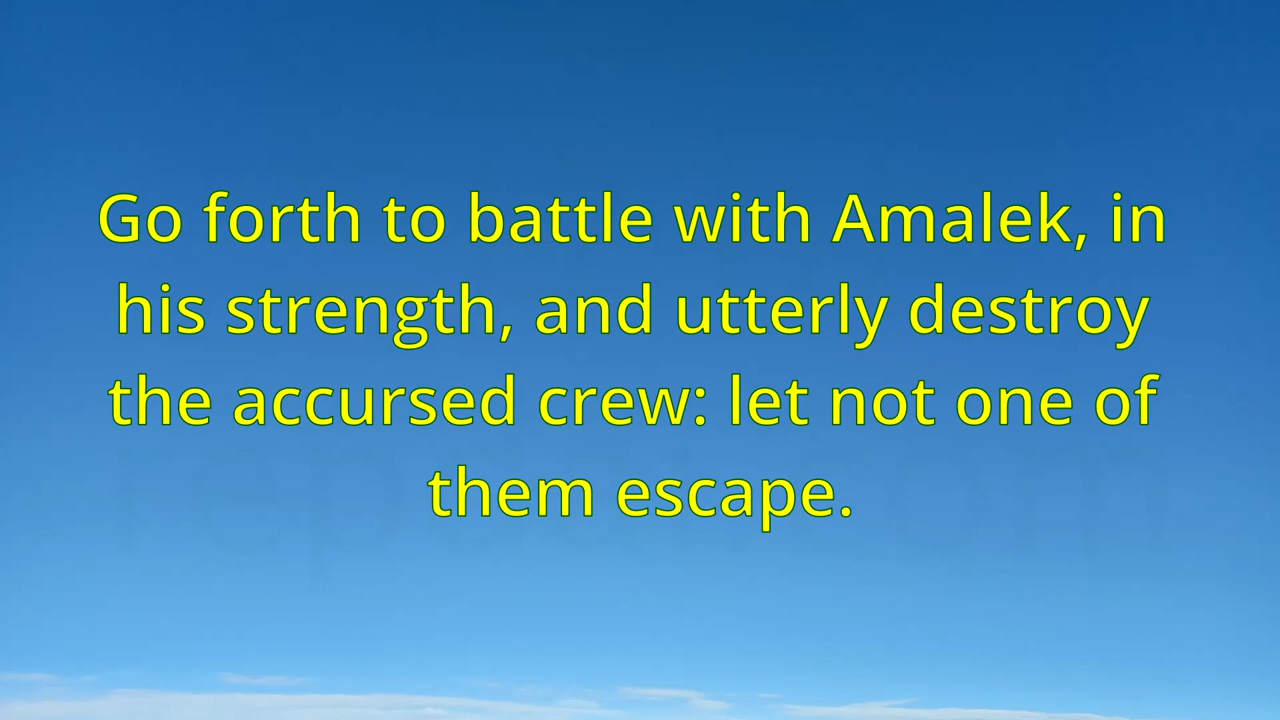 Go forth to battle with Amalek, in
his strength, and utterly destroy
the accursed crew: let not one of
them escape.